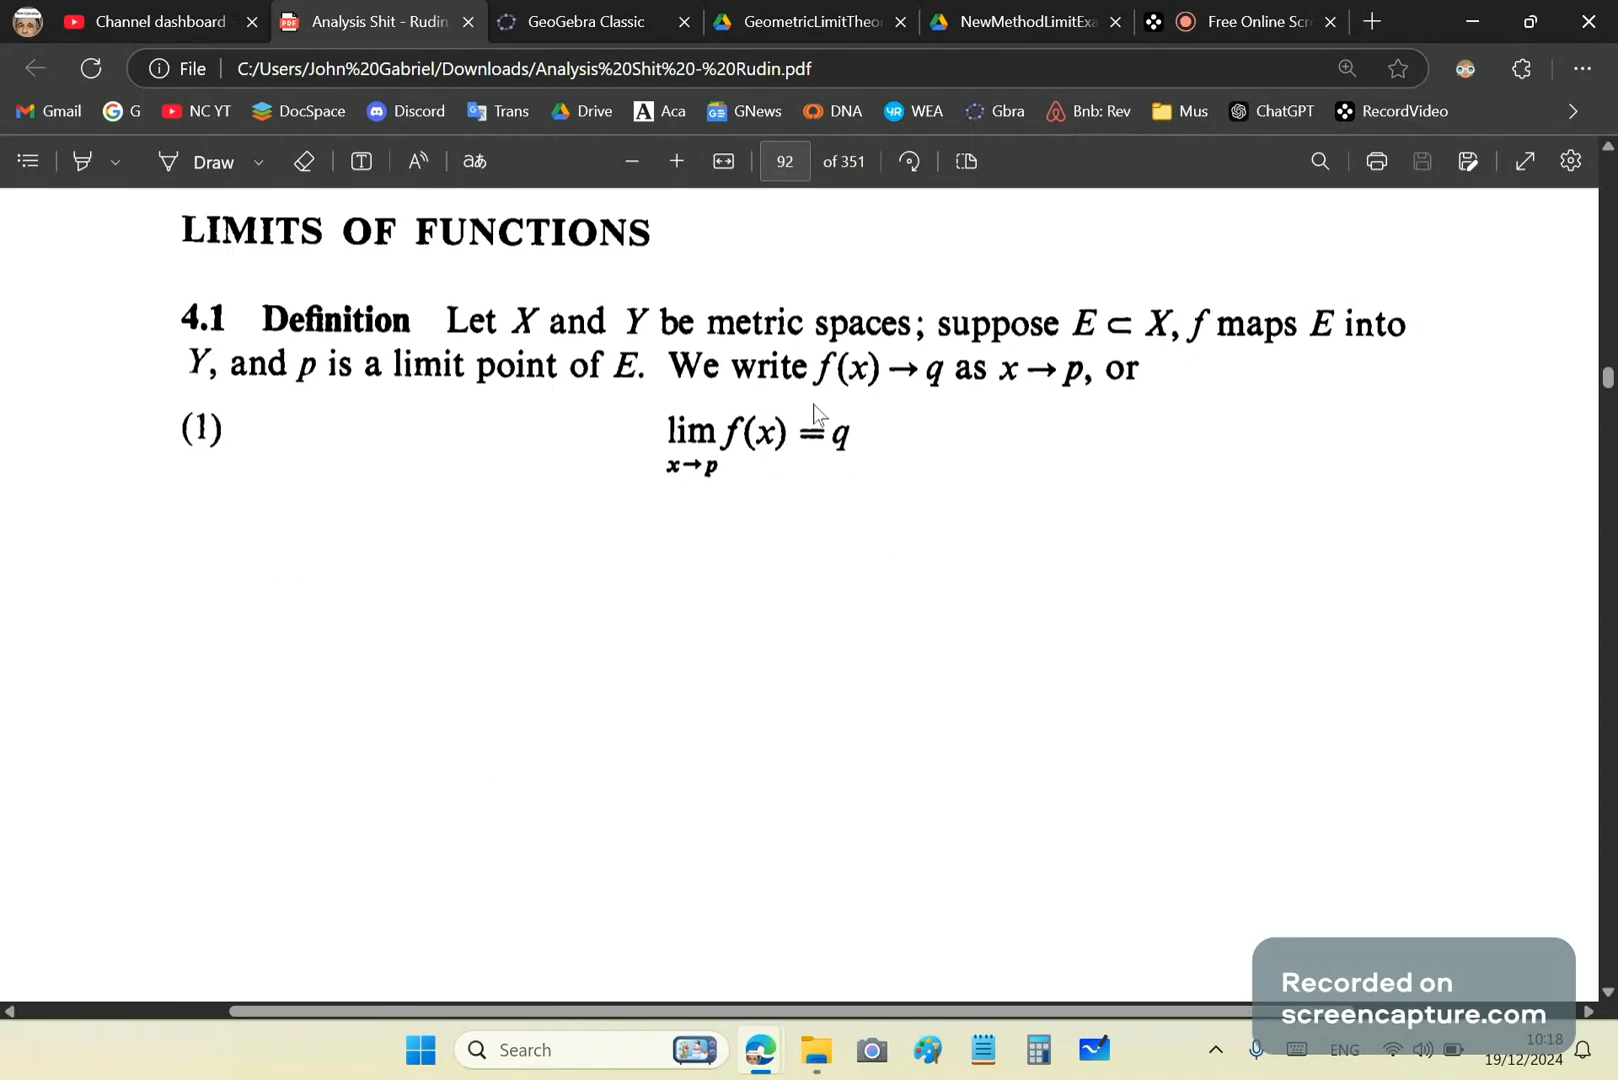 Channel dashboard
Analysis Shit - Rudin.
GeoGebra Classic
GeometricLimitTheo
NewMethodLimitExa
Free Online Scr
File
C:/Users/John%20Gabriel/Downloads/Analysis%20Shit%20-%20Rudin.pdf
Gmail
G
NC YT
DocSpace
Discord
Trans
Drive
Aca
GNews
DNA
WEA
Gbra
Bnb: Rev
Mus
ChatGPT
RecordVideo
Draw
92 of 351
LIMITS OF FUNCTIONS
4.1 Definition Let X and Y be metric spaces; suppose E ⊂ X, f maps E into
Y, and p is a limit point of E. We write f(x) → q as x → p, or
(1) lim f(x) = q
x→p
Recorded on
screencapture.com
Search
ENG
10:18
19/12/2024